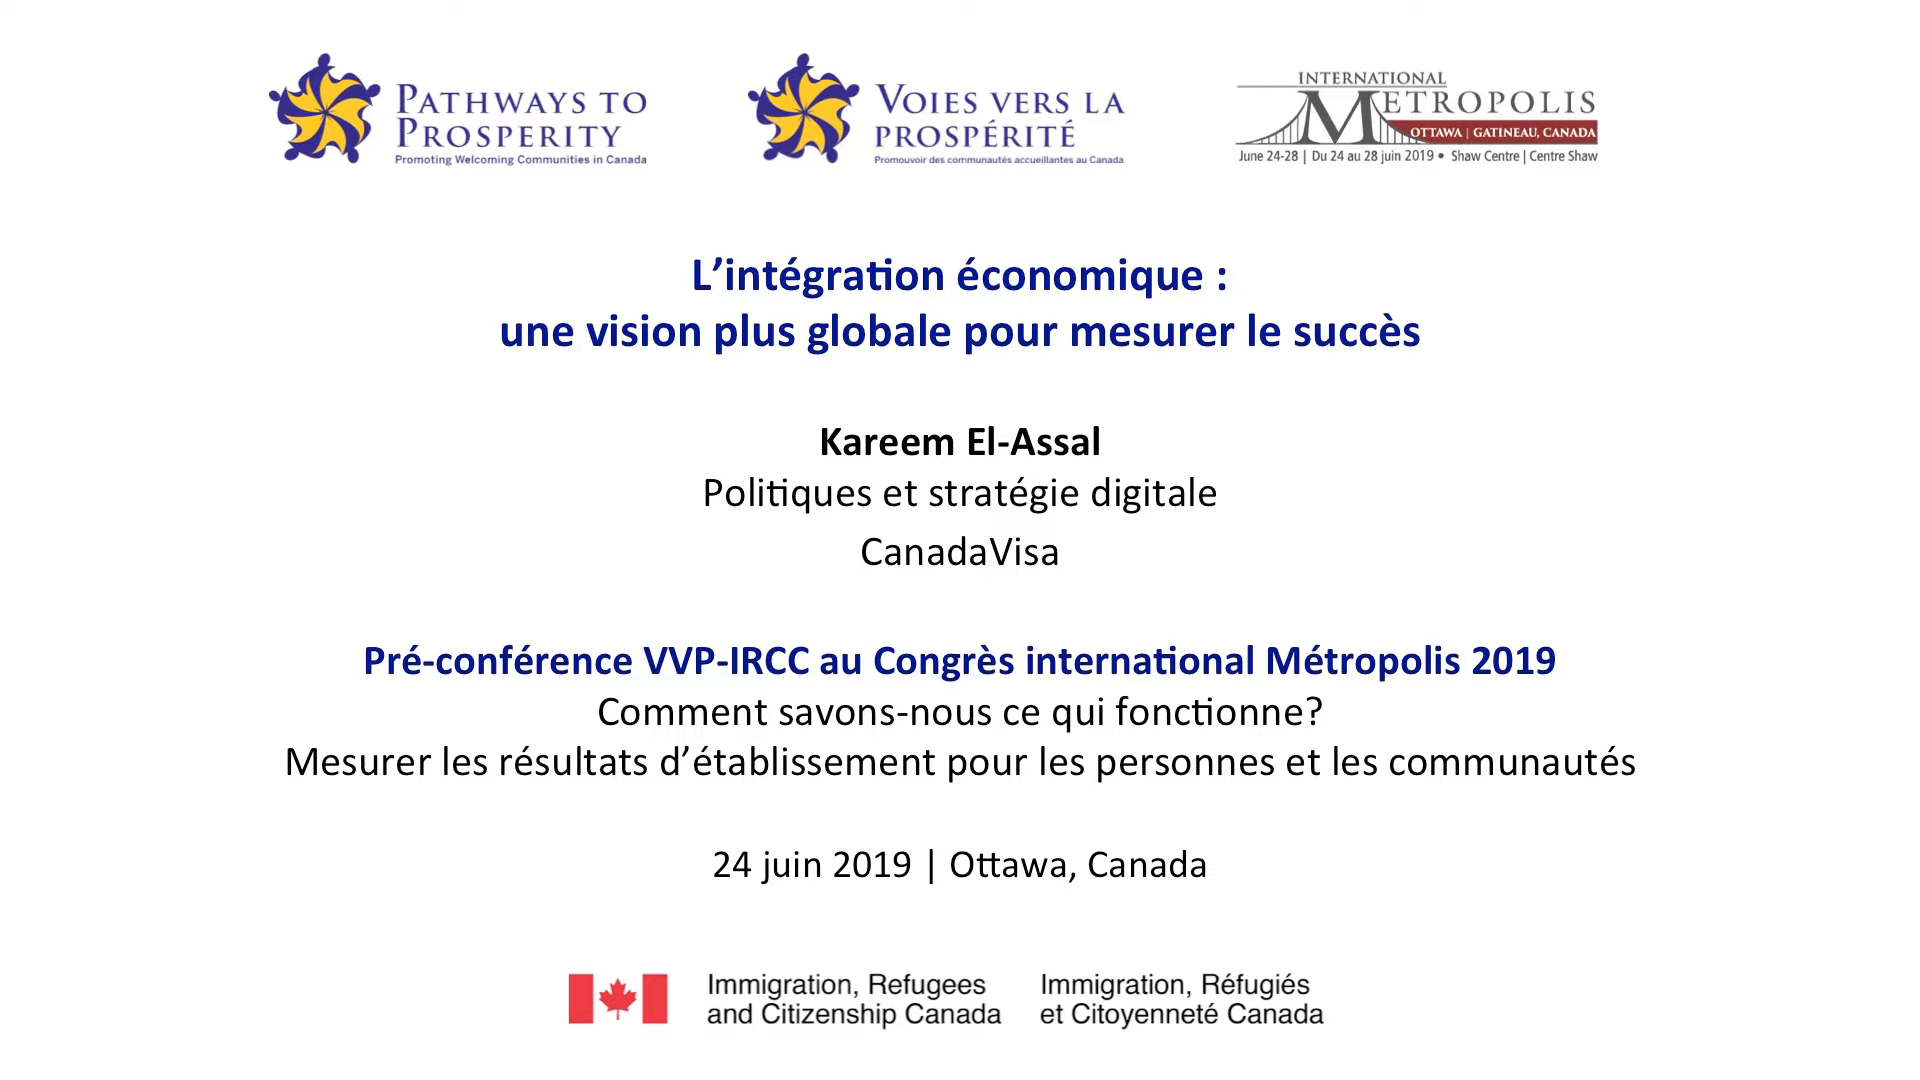 PATHWAYS TO
PROSPERITY
Promoting Welcoming Communities in Canada
VOIES VERS LA
PROSPÉRITÉ
Promouvoir des communautés accueillantes au Canada
INTERNATIONAL
METROPOLIS
OTTAWA | GATINEAU, CANADA
June 24-28 | Du 24 au 28 juin 2019 • Shaw Centre | Centre Shaw
L’intégration économique :
une vision plus globale pour mesurer le succès
Kareem El-Assal
Politiques et stratégie digitale
CanadaVisa
Pré-conférence VVP-IRCC au Congrès international Métropolis 2019
Comment savons-nous ce qui fonctionne?
Mesurer les résultats d’établissement pour les personnes et les communautés
24 juin 2019 | Ottawa, Canada
Immigration, Refugees
and Citizenship Canada
Immigration, Réfugiés
et Citoyenneté Canada